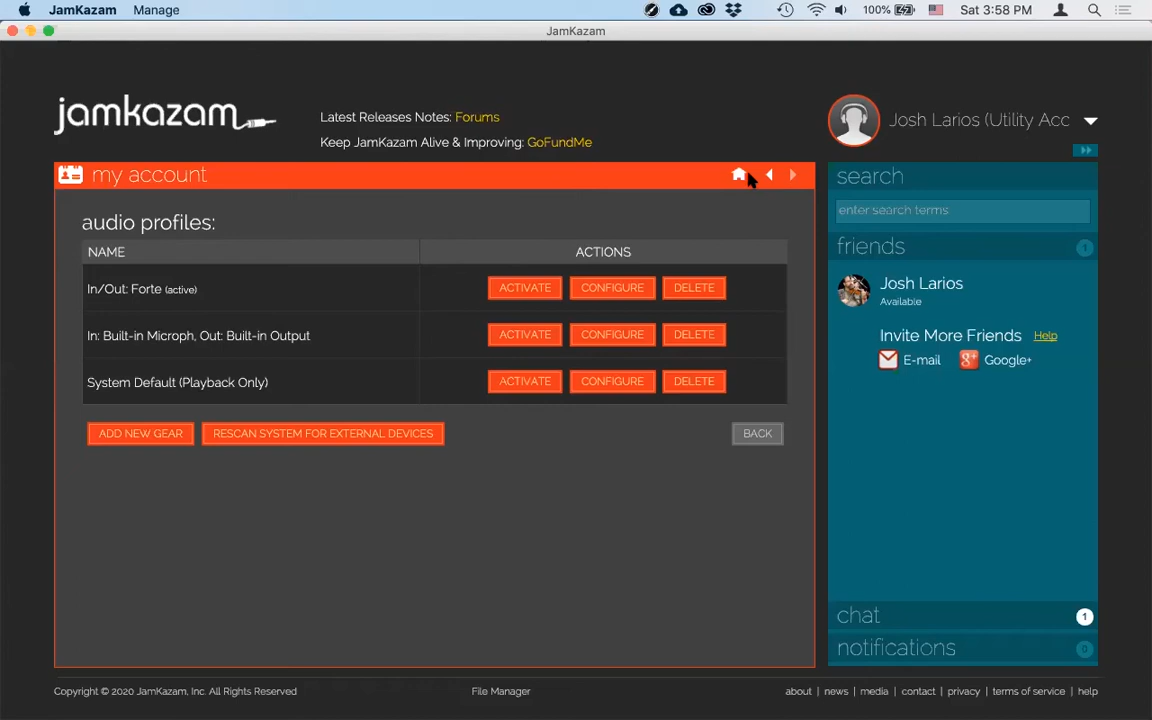 JamKazam Manage 100% Sat 3:58 PM
JamKazam
jamkazam
Latest Releases Notes: Forums
Keep JamKazam Alive & Improving: GoFundMe
Josh Larios (Utility Acc
my account
audio profiles:
NAME ACTIONS
In/Out: Forte (active) ACTIVATE CONFIGURE DELETE
In: Built-in Microph, Out: Built-in Output ACTIVATE CONFIGURE DELETE
System Default (Playback Only) ACTIVATE CONFIGURE DELETE
ADD NEW GEAR RESCAN SYSTEM FOR EXTERNAL DEVICES BACK
search
enter search terms
friends 1
Josh Larios
Available
Invite More Friends Help
E-mail Google+
chat 1
notifications 0
Copyright © 2020 JamKazam, Inc. All Rights Reserved File Manager about | news | media | contact | privacy | terms of service | help